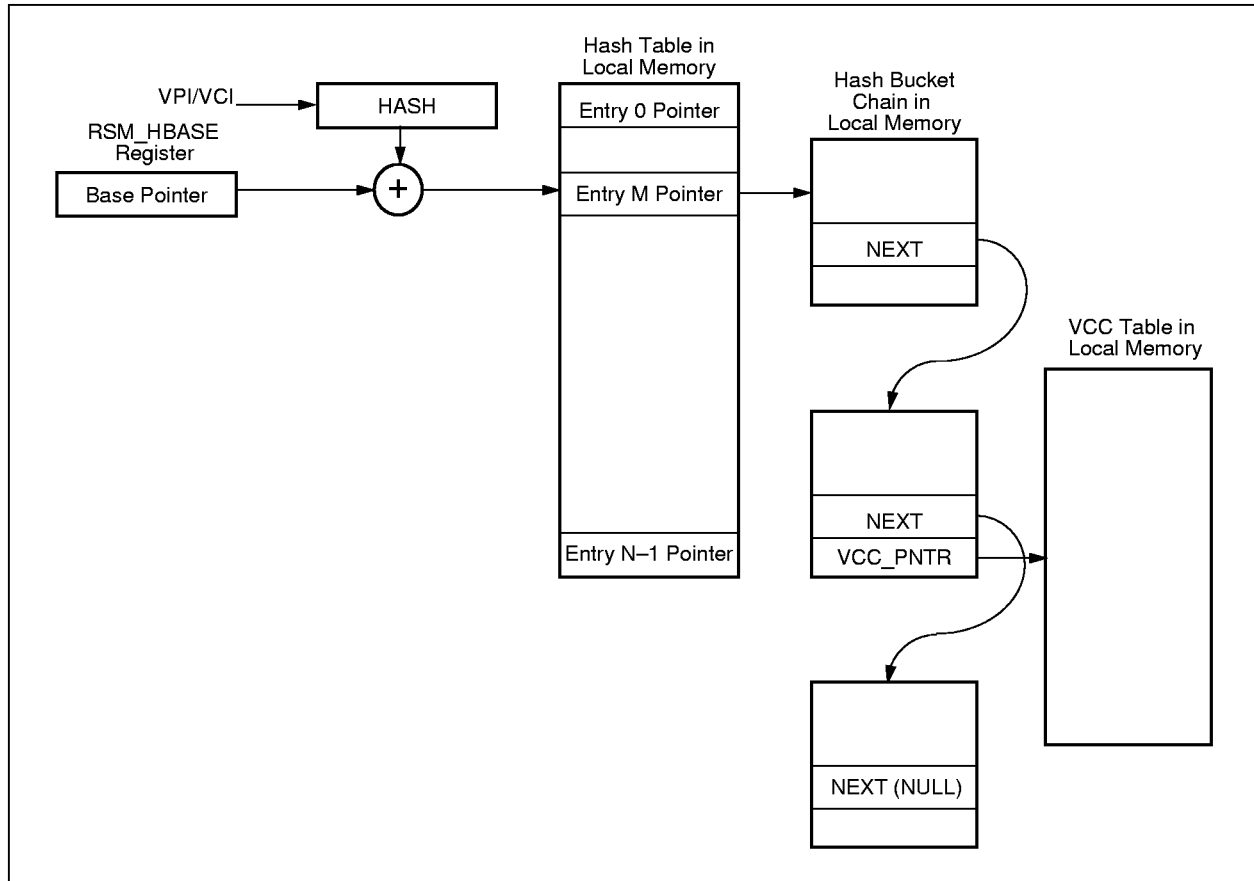 VPI/VCI
HASH
RSM_HBASE
Register
Base Pointer
+
Hash Table in
Local Memory
Entry 0 Pointer
Entry M Pointer
Entry N–1 Pointer
Hash Bucket
Chain in
Local Memory
NEXT
NEXT
VCC_PNTR
NEXT (NULL)
VCC Table in
Local Memory